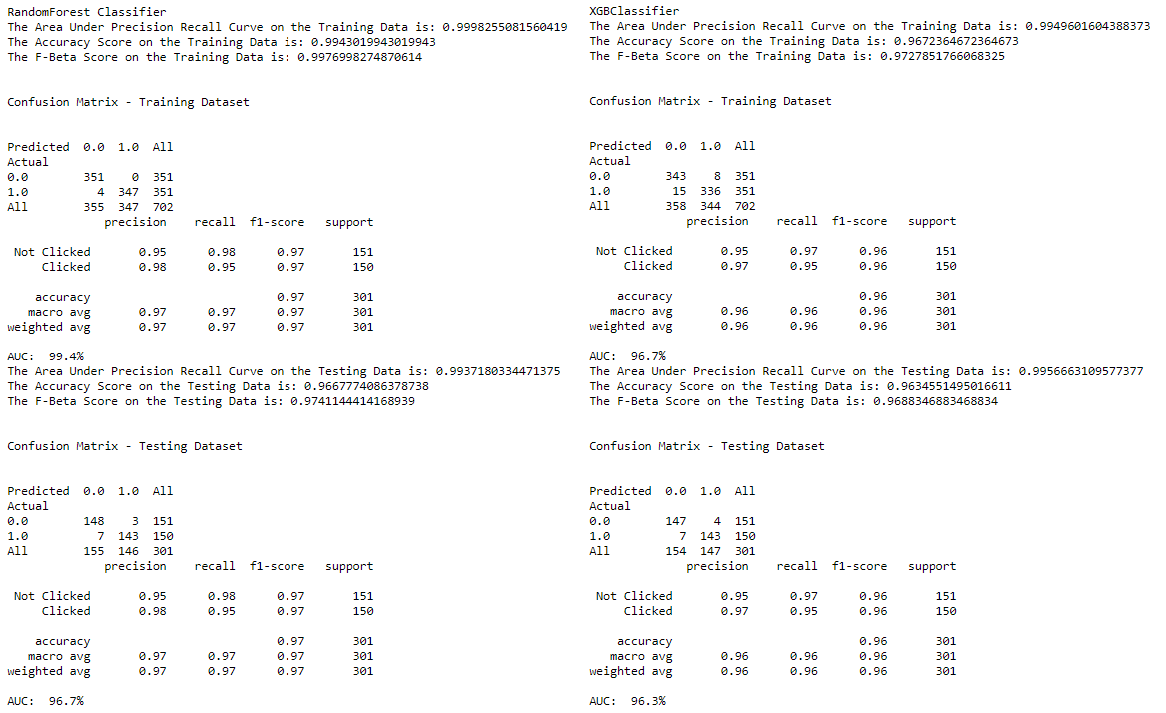 RandomForest Classifier
The Area Under Precision Recall Curve on the Training Data is: 0.9998255081560419
The Accuracy Score on the Training Data is: 0.9943019943019943
The F-Beta Score on the Training Data is: 0.9976998274870614
Confusion Matrix - Training Dataset
Predicted 0.0 1.0 All
Actual
0.0 351 0 351
1.0 4 347 351
All 355 347 702
precision recall f1-score support
Not Clicked 0.95 0.98 0.97 151
Clicked 0.98 0.95 0.97 150
accuracy 0.97 301
macro avg 0.97 0.97 0.97 301
weighted avg 0.97 0.97 0.97 301
AUC: 99.4%
The Area Under Precision Recall Curve on the Testing Data is: 0.9937180334471375
The Accuracy Score on the Testing Data is: 0.9667774086378738
The F-Beta Score on the Testing Data is: 0.9741144414168939
Confusion Matrix - Testing Dataset
Predicted 0.0 1.0 All
Actual
0.0 148 3 151
1.0 7 143 150
All 155 146 301
precision recall f1-score support
Not Clicked 0.95 0.98 0.97 151
Clicked 0.98 0.95 0.97 150
accuracy 0.97 301
macro avg 0.97 0.97 0.97 301
weighted avg 0.97 0.97 0.97 301
AUC: 96.7%
XGBClassifier
The Area Under Precision Recall Curve on the Training Data is: 0.9949601604388373
The Accuracy Score on the Training Data is: 0.9672364672364673
The F-Beta Score on the Training Data is: 0.9727851766068325
Confusion Matrix - Training Dataset
Predicted 0.0 1.0 All
Actual
0.0 343 8 351
1.0 15 336 351
All 358 344 702
precision recall f1-score support
Not Clicked 0.95 0.97 0.96 151
Clicked 0.97 0.95 0.96 150
accuracy 0.96 301
macro avg 0.96 0.96 0.96 301
weighted avg 0.96 0.96 0.96 301
AUC: 96.7%
The Area Under Precision Recall Curve on the Testing Data is: 0.9956663109577377
The Accuracy Score on the Testing Data is: 0.9634551495016611
The F-Beta Score on the Testing Data is: 0.9688346883468834
Confusion Matrix - Testing Dataset
Predicted 0.0 1.0 All
Actual
0.0 147 4 151
1.0 7 143 150
All 154 147 301
precision recall f1-score support
Not Clicked 0.95 0.97 0.96 151
Clicked 0.97 0.95 0.96 150
accuracy 0.96 301
macro avg 0.96 0.96 0.96 301
weighted avg 0.96 0.96 0.96 301
AUC: 96.3%